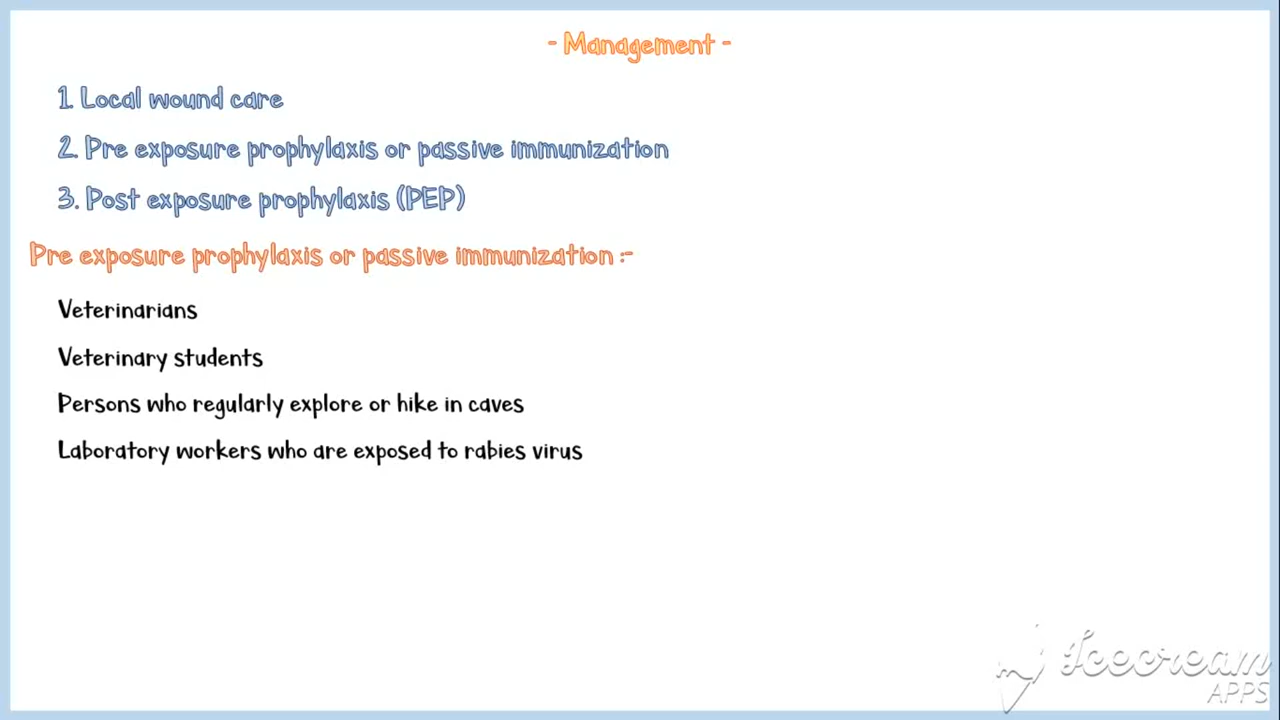 - Management -
1. Local wound care
2. Pre exposure prophylaxis or passive immunization
3. Post exposure prophylaxis (PEP)
Pre exposure prophylaxis or passive immunization :-
Veterinarians
Veterinary students
Persons who regularly explore or hike in caves
Laboratory workers who are exposed to rabies virus
Icecream
APPS